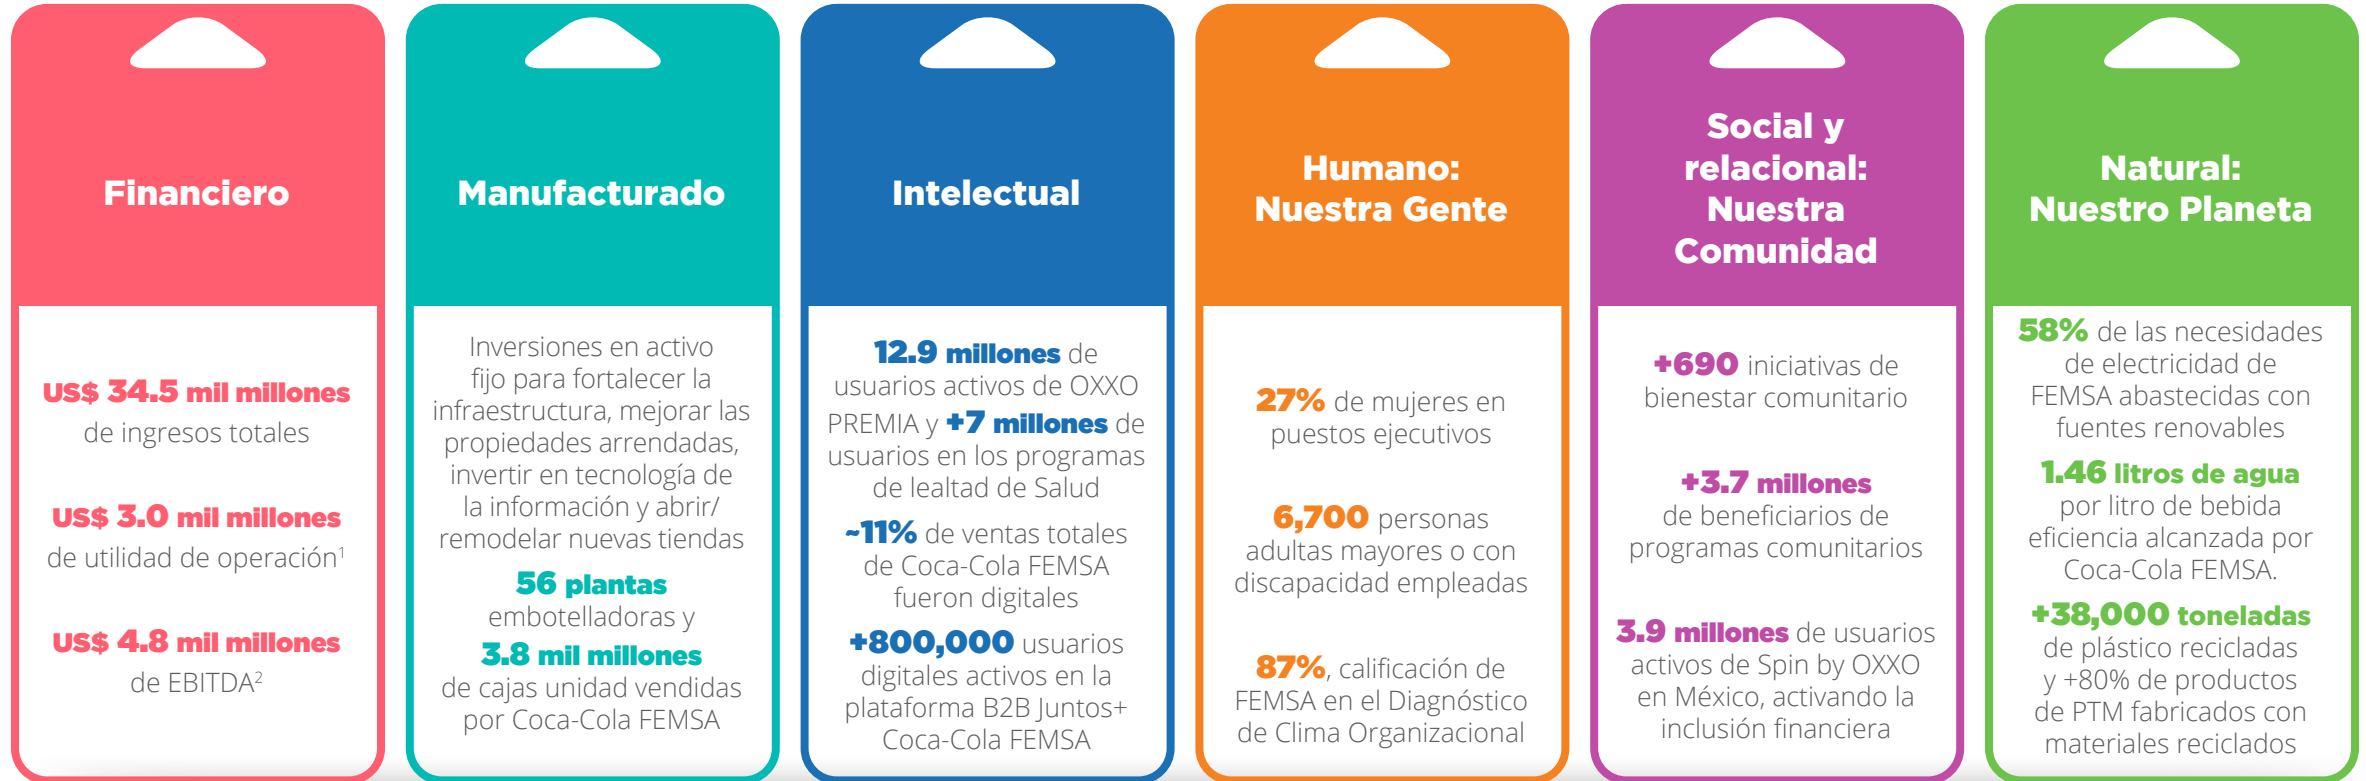 Financiero
US$ 34.5 mil millones
de ingresos totales
US$ 3.0 mil millones
de utilidad de operación1
US$ 4.8 mil millones
de EBITDA2
Manufacturado
Inversiones en activo
fijo para fortalecer la
infraestructura, mejorar las
propiedades arrendadas,
invertir en tecnología de
la información y abrir/
remodelar nuevas tiendas
56 plantas
embotelladoras y
3.8 mil millones
de cajas unidad vendidas
por Coca-Cola FEMSA
Intelectual
12.9 millones de
usuarios activos de OXXO
PREMIA y +7 millones de
usuarios en los programas
de lealtad de Salud
~11% de ventas totales
de Coca-Cola FEMSA
fueron digitales
+800,000 usuarios
digitales activos en la
plataforma B2B Juntos+
Coca-Cola FEMSA
Humano:
Nuestra Gente
27% de mujeres en
puestos ejecutivos
6,700 personas
adultas mayores o con
discapacidad empleadas
87%, calificación de
FEMSA en el Diagnóstico
de Clima Organizacional
Social y
relacional:
Nuestra
Comunidad
+690 iniciativas de
bienestar comunitario
+3.7 millones
de beneficiarios de
programas comunitarios
3.9 millones de usuarios
activos de Spin by OXXO
en México, activando la
inclusión financiera
Natural:
Nuestro Planeta
58% de las necesidades
de electricidad de
FEMSA abastecidas con
fuentes renovables
1.46 litros de agua
por litro de bebida
eficiencia alcanzada por
Coca-Cola FEMSA.
+38,000 toneladas
de plástico recicladas
y +80% de productos
de PTM fabricados con
materiales reciclados